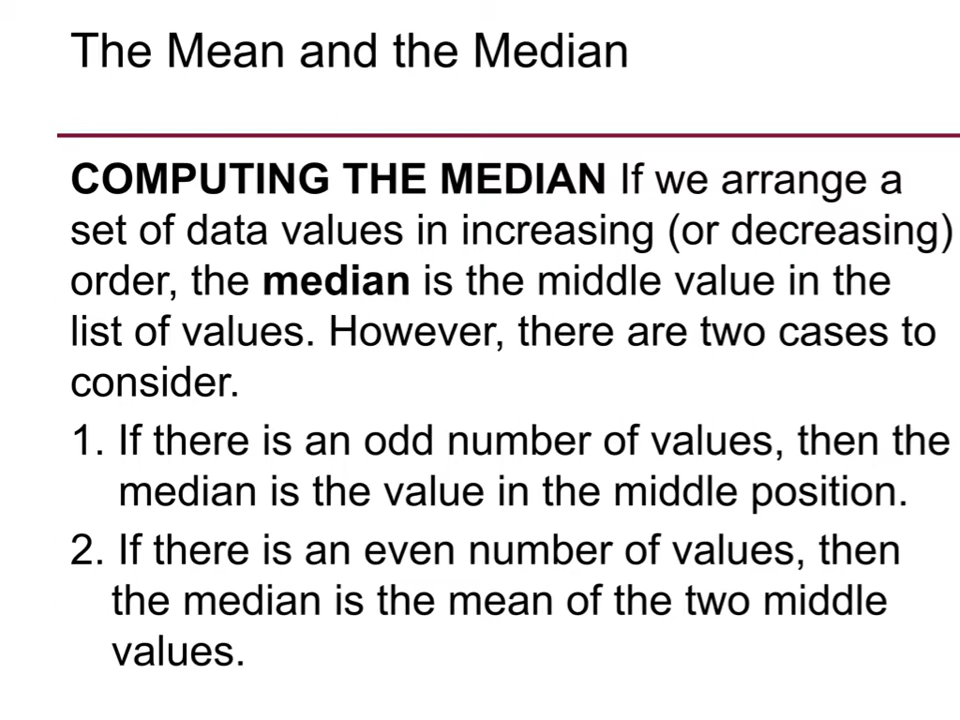 The Mean and the Median
COMPUTING THE MEDIAN If we arrange a
set of data values in increasing (or decreasing)
order, the median is the middle value in the
list of values. However, there are two cases to
consider.
1. If there is an odd number of values, then the
median is the value in the middle position.
2. If there is an even number of values, then
the median is the mean of the two middle
values.